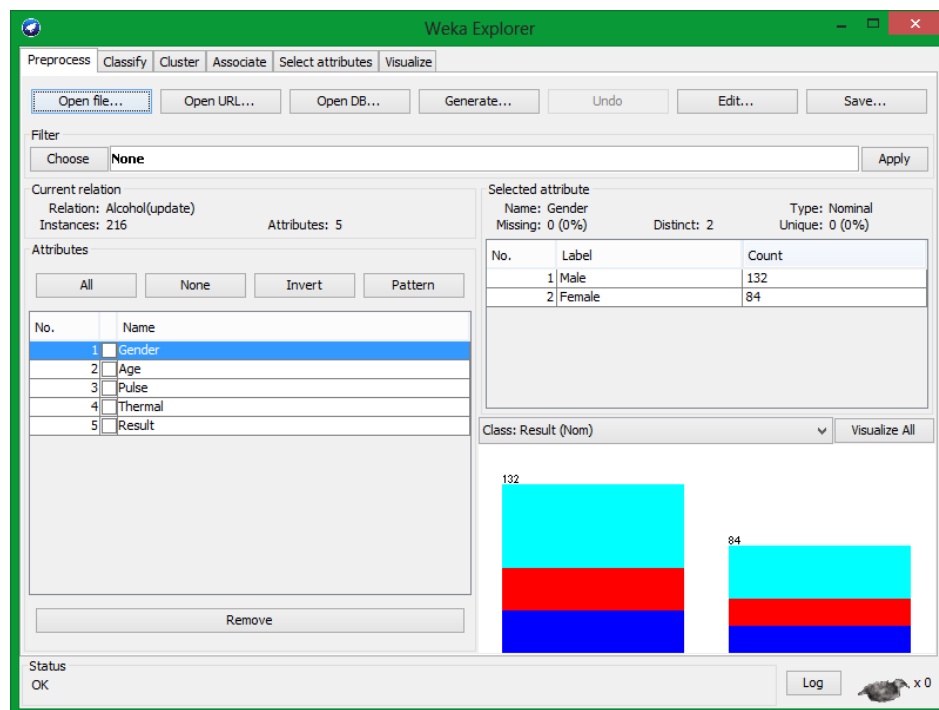 Weka Explorer
Preprocess Classify Cluster Associate Select attributes Visualize
Open file... Open URL... Open DB... Generate... Undo Edit... Save...
Filter
Choose None Apply
Current relation
Relation: Alcohol(update)
Instances: 216 Attributes: 5
Attributes
All None Invert Pattern
No. Name
1 Gender
2 Age
3 Pulse
4 Thermal
5 Result
Remove
Selected attribute
Name: Gender Type: Nominal
Missing: 0 (0%) Distinct: 2 Unique: 0 (0%)
No. Label Count
1 Male 132
2 Female 84
Class: Result (Nom) Visualize All
132
84
Status
OK
Log x 0